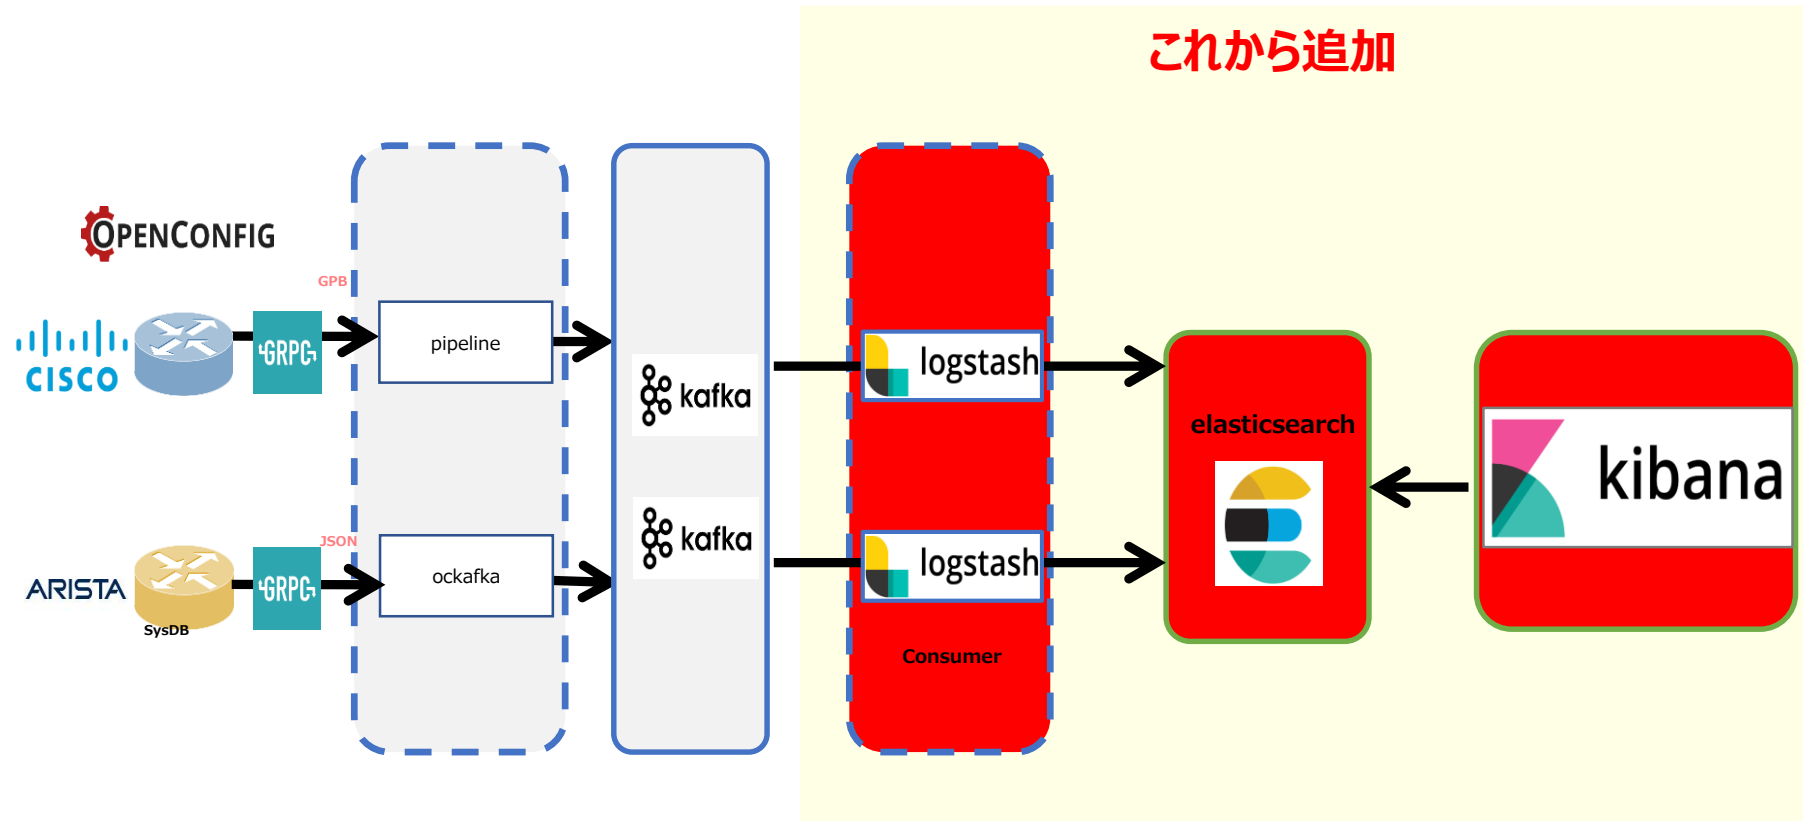 これから追加
OPENCONFIG
GPB
CISCO
GRPC
pipeline
kafka
logstash
elasticsearch
kibana
JSON
ARISTA
SysDB
GRPC
ockafka
kafka
logstash
Consumer